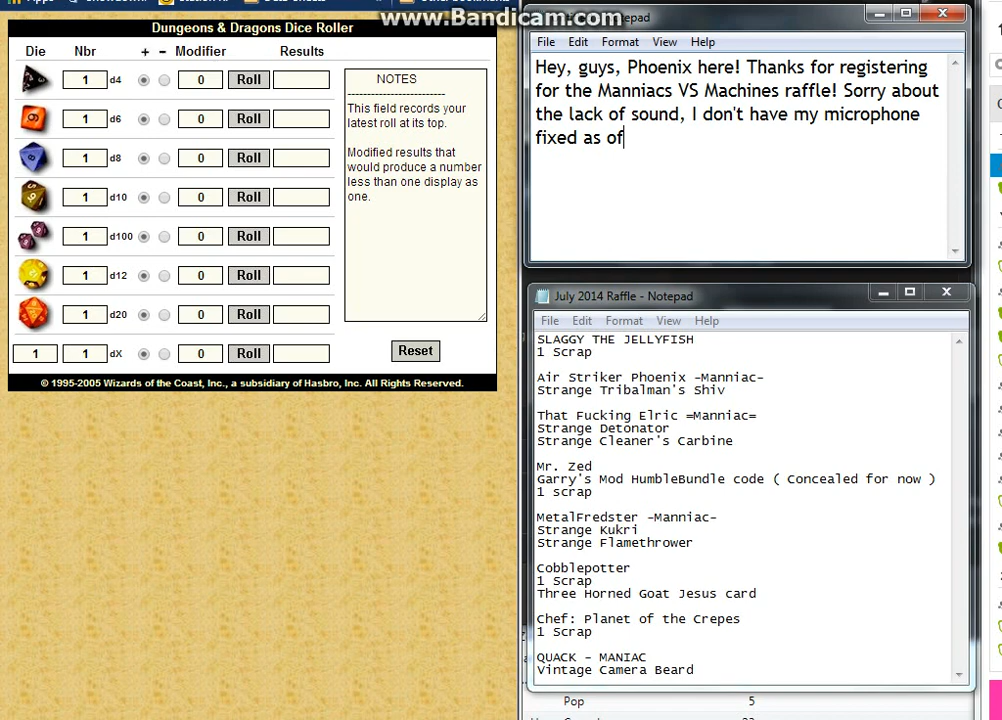 www.Bandicam.com
Dungeons & Dragons Dice Roller
Die Nbr + – Modifier Results
1 d4 0 Roll
1 d6 0 Roll
1 d8 0 Roll
1 d10 0 Roll
1 d100 0 Roll
1 d12 0 Roll
1 d20 0 Roll
1 1 dX 0 Roll
NOTES
-------------------------
This field records your
latest roll at its top.
Modified results that
would produce a number
less than one display as
one.
Reset
© 1995-2005 Wizards of the Coast, Inc., a subsidiary of Hasbro, Inc. All Rights Reserved.
File Edit Format View Help
Hey, guys, Phoenix here! Thanks for registering
for the Manniacs VS Machines raffle! Sorry about
the lack of sound, I don't have my microphone
fixed as of
July 2014 Raffle - Notepad
File Edit Format View Help
SLAGGY THE JELLYFISH
1 Scrap
Air Striker Phoenix -Manniac-
Strange Tribalman's Shiv
That Fucking Elric =Manniac=
Strange Detonator
Strange Cleaner's Carbine
Mr. Zed
Garry's Mod HumbleBundle code ( Concealed for now )
1 scrap
MetalFredster -Manniac-
Strange Kukri
Strange Flamethrower
Cobblepotter
1 Scrap
Three Horned Goat Jesus card
Chef: Planet of the Crepes
1 Scrap
QUACK - MANIAC
Vintage Camera Beard
Pop 5